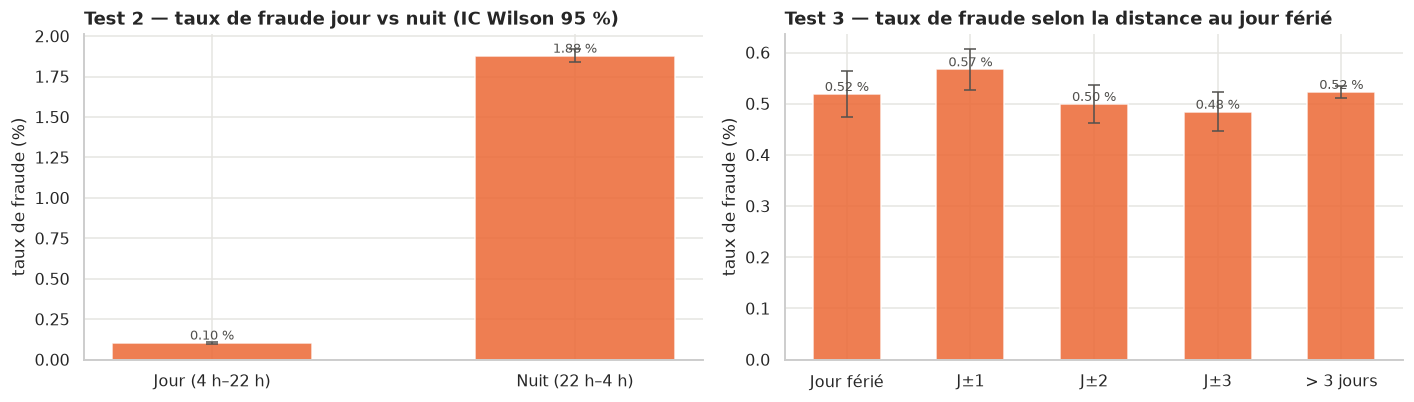 Test 2 — taux de fraude jour vs nuit (IC Wilson 95 %)
taux de fraude (%)
2.00
1.75
1.50
1.25
1.00
0.75
0.50
0.25
0.00
0.10 %
1.88 %
Jour (4 h–22 h)
Nuit (22 h–4 h)
Test 3 — taux de fraude selon la distance au jour férié
taux de fraude (%)
0.6
0.5
0.4
0.3
0.2
0.1
0.0
0.52 %
0.57 %
0.50 %
0.48 %
0.52 %
Jour férié
J±1
J±2
J±3
> 3 jours